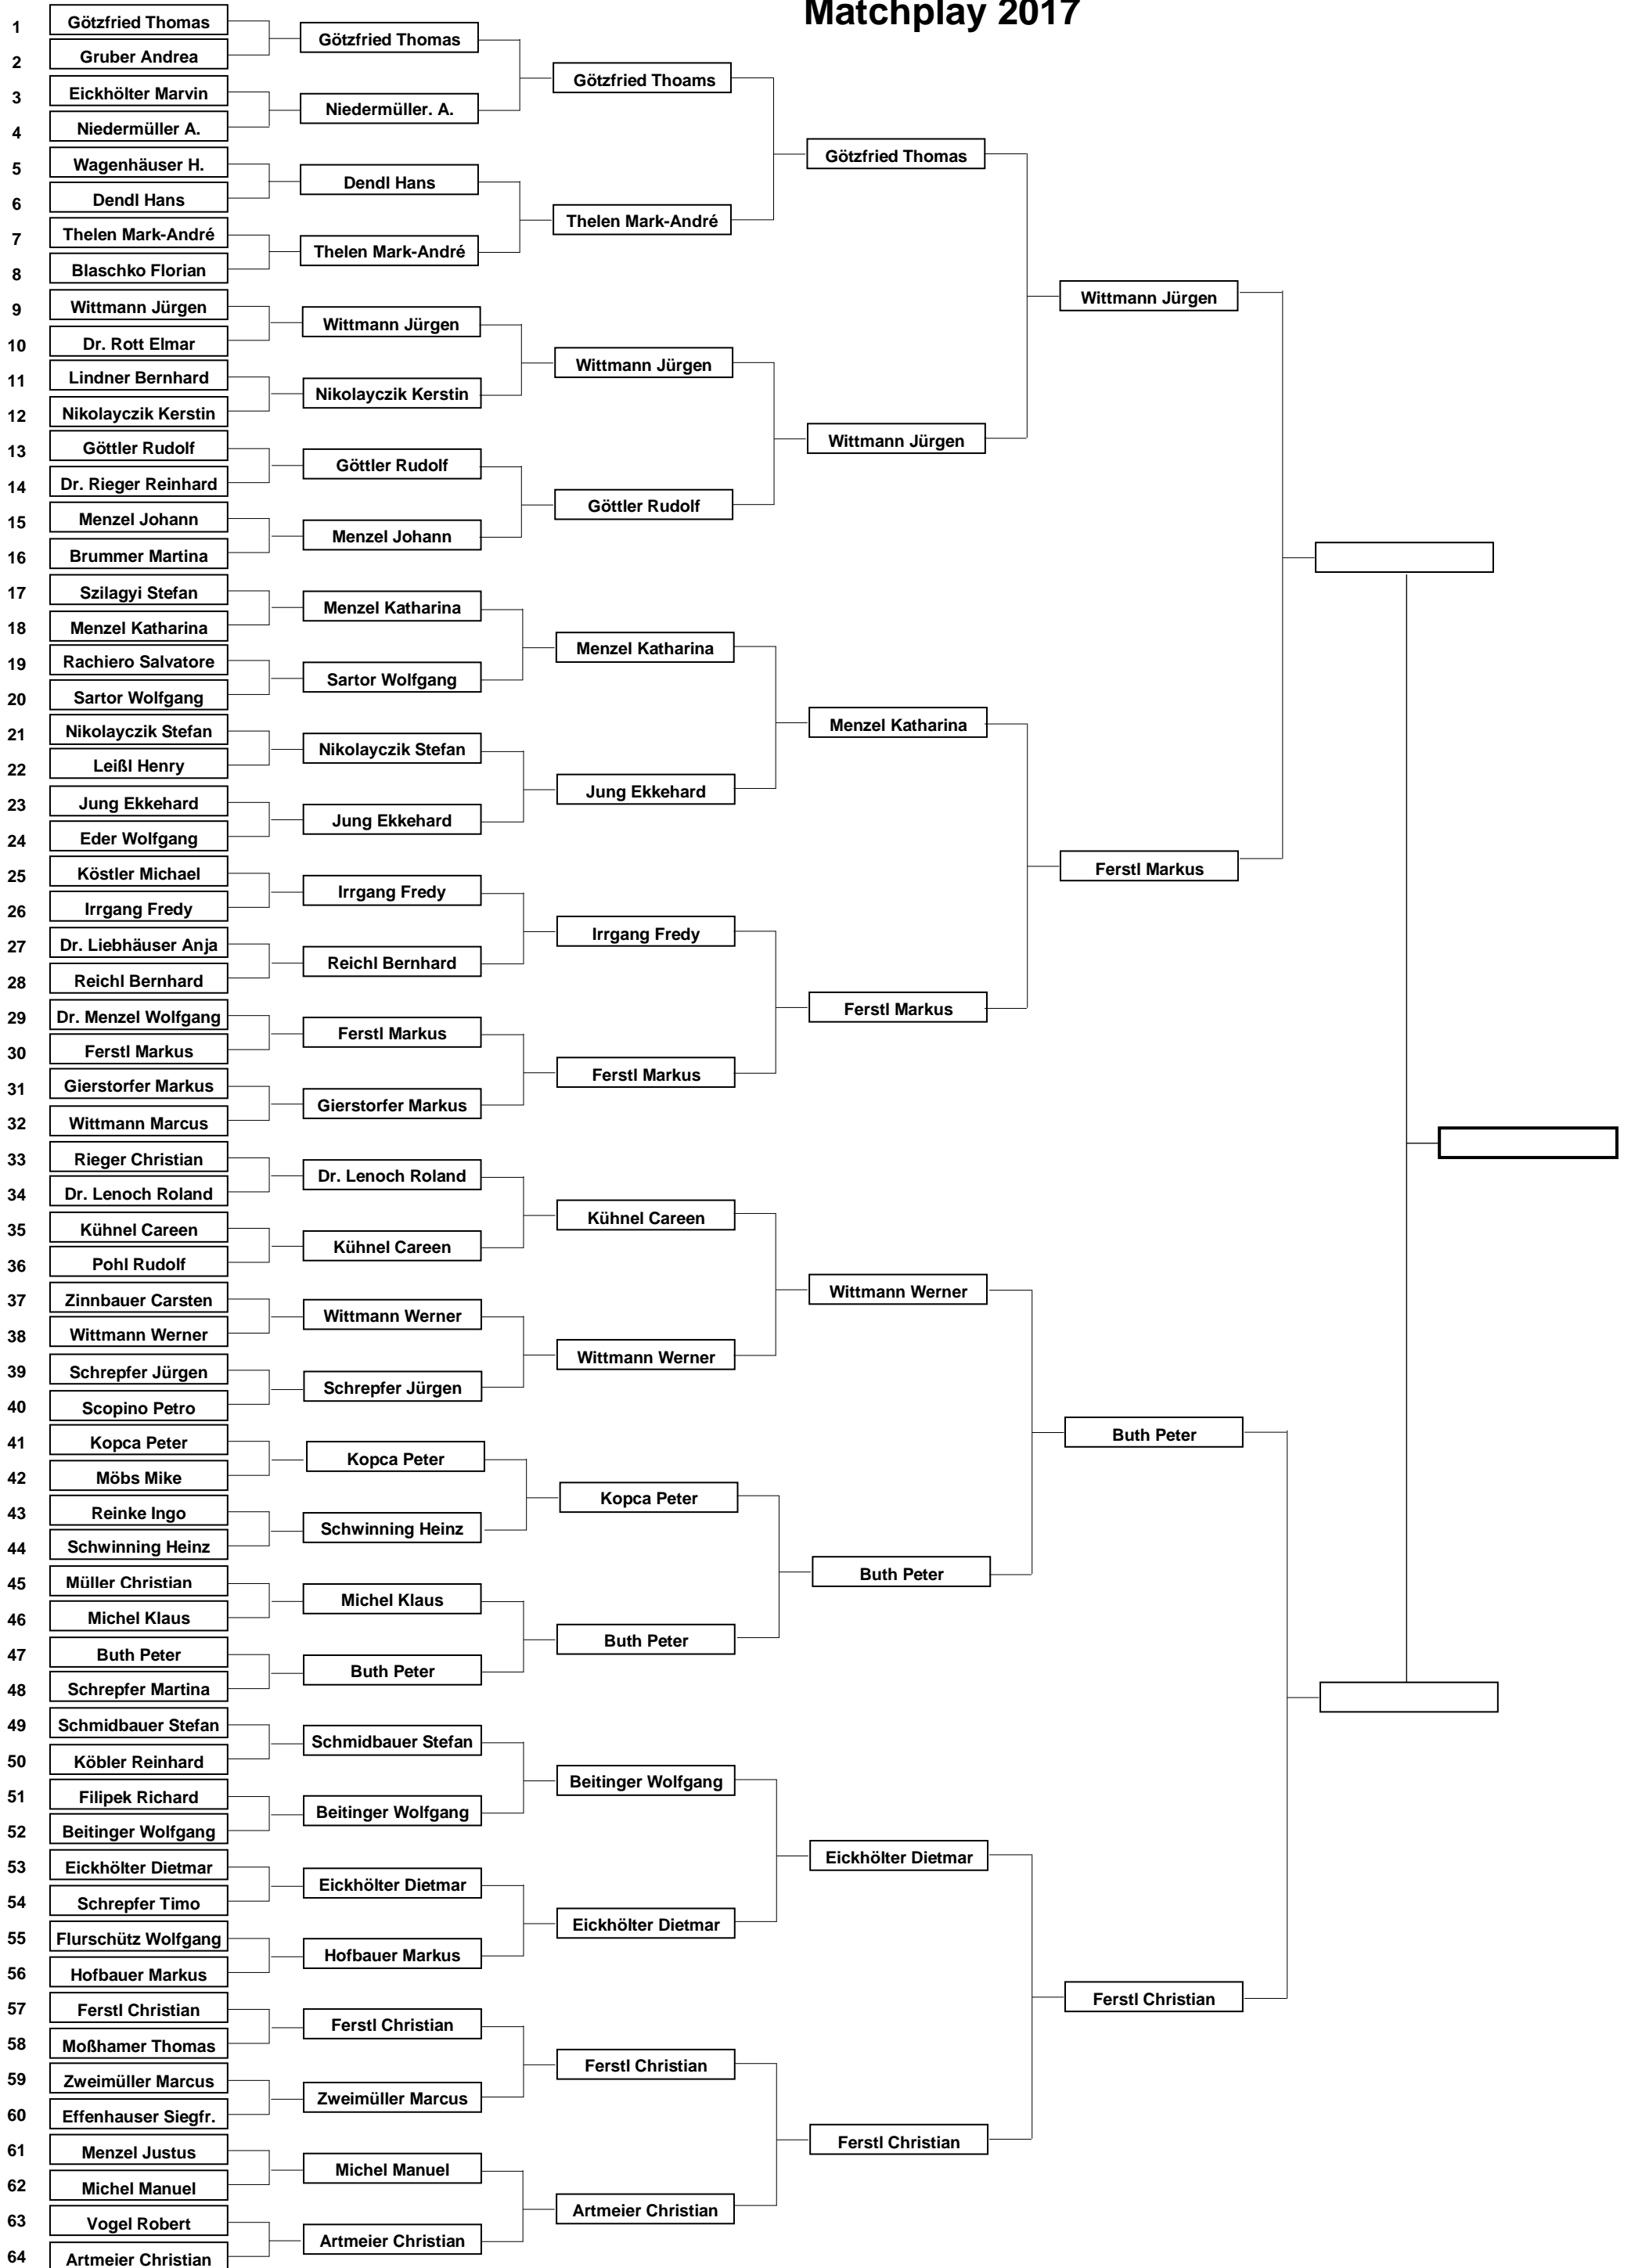 Matchplay 2017
1 Götzfried Thomas
2 Gruber Andrea
3 Eickhölter Marvin
4 Niedermüller A.
5 Wagenhäuser H.
6 Dendl Hans
7 Thelen Mark-André
8 Blaschko Florian
9 Wittmann Jürgen
10 Dr. Rott Elmar
11 Lindner Bernhard
12 Nikolayczik Kerstin
13 Göttler Rudolf
14 Dr. Rieger Reinhard
15 Menzel Johann
16 Brummer Martina
17 Szilagyi Stefan
18 Menzel Katharina
19 Rachiero Salvatore
20 Sartor Wolfgang
21 Nikolayczik Stefan
22 Leißl Henry
23 Jung Ekkehard
24 Eder Wolfgang
25 Köstler Michael
26 Irrgang Fredy
27 Dr. Liebhäuser Anja
28 Reichl Bernhard
29 Dr. Menzel Wolfgang
30 Ferstl Markus
31 Gierstorfer Markus
32 Wittmann Marcus
33 Rieger Christian
34 Dr. Lenoch Roland
35 Kühnel Careen
36 Pohl Rudolf
37 Zinnbauer Carsten
38 Wittmann Werner
39 Schrepfer Jürgen
40 Scopino Petro
41 Kopca Peter
42 Möbs Mike
43 Reinke Ingo
44 Schwinning Heinz
45 Müller Christian
46 Michel Klaus
47 Buth Peter
48 Schrepfer Martina
49 Schmidbauer Stefan
50 Köbler Reinhard
51 Filipek Richard
52 Beitinger Wolfgang
53 Eickhölter Dietmar
54 Schrepfer Timo
55 Flurschütz Wolfgang
56 Hofbauer Markus
57 Ferstl Christian
58 Moßhamer Thomas
59 Zweimüller Marcus
60 Effenhauser Siegfr.
61 Menzel Justus
62 Michel Manuel
63 Vogel Robert
64 Artmeier Christian
Götzfried Thomas
Niedermüller. A.
Dendl Hans
Thelen Mark-André
Wittmann Jürgen
Nikolayczik Kerstin
Göttler Rudolf
Menzel Johann
Menzel Katharina
Sartor Wolfgang
Nikolayczik Stefan
Jung Ekkehard
Irrgang Fredy
Reichl Bernhard
Ferstl Markus
Gierstorfer Markus
Dr. Lenoch Roland
Kühnel Careen
Wittmann Werner
Schrepfer Jürgen
Kopca Peter
Schwinning Heinz
Michel Klaus
Buth Peter
Schmidbauer Stefan
Beitinger Wolfgang
Eickhölter Dietmar
Hofbauer Markus
Ferstl Christian
Zweimüller Marcus
Michel Manuel
Artmeier Christian
Götzfried Thoams
Thelen Mark-André
Wittmann Jürgen
Göttler Rudolf
Menzel Katharina
Jung Ekkehard
Irrgang Fredy
Ferstl Markus
Kühnel Careen
Wittmann Werner
Kopca Peter
Buth Peter
Beitinger Wolfgang
Eickhölter Dietmar
Ferstl Christian
Artmeier Christian
Götzfried Thomas
Wittmann Jürgen
Menzel Katharina
Ferstl Markus
Wittmann Werner
Buth Peter
Eickhölter Dietmar
Ferstl Christian
Wittmann Jürgen
Ferstl Markus
Buth Peter
Ferstl Christian